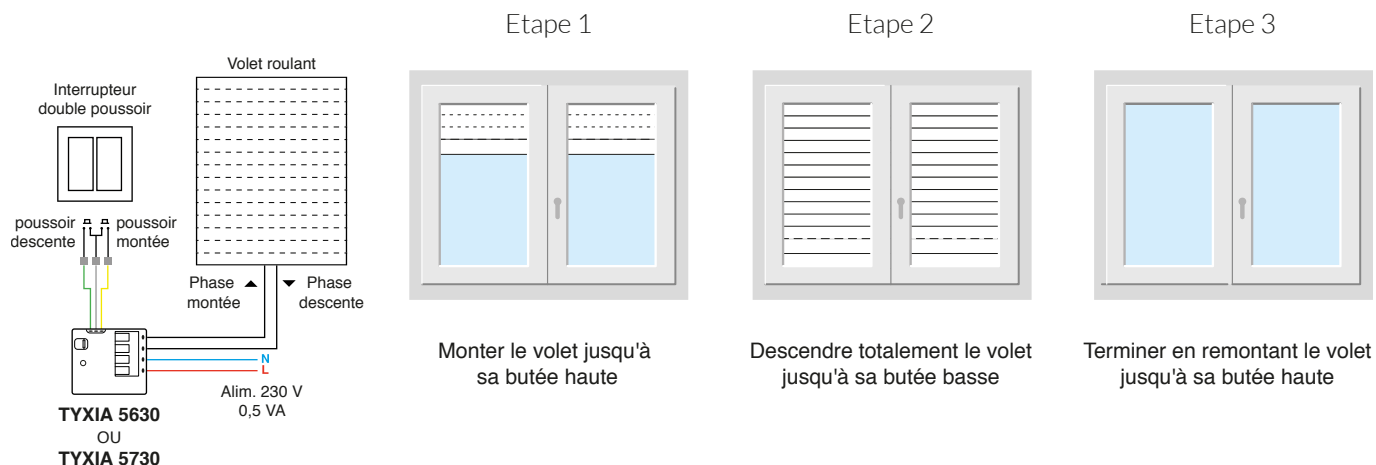 Etape 1
Etape 2
Etape 3
Volet roulant
Interrupteur
double poussoir
poussoir
descente
poussoir
montée
Phase
montée
Phase
descente
N
L
Alim. 230 V
0,5 VA
TYXIA 5630
OU
TYXIA 5730
Monter le volet jusqu'à
sa butée haute
Descendre totalement le volet
jusqu'à sa butée basse
Terminer en remontant le volet
jusqu'à sa butée haute